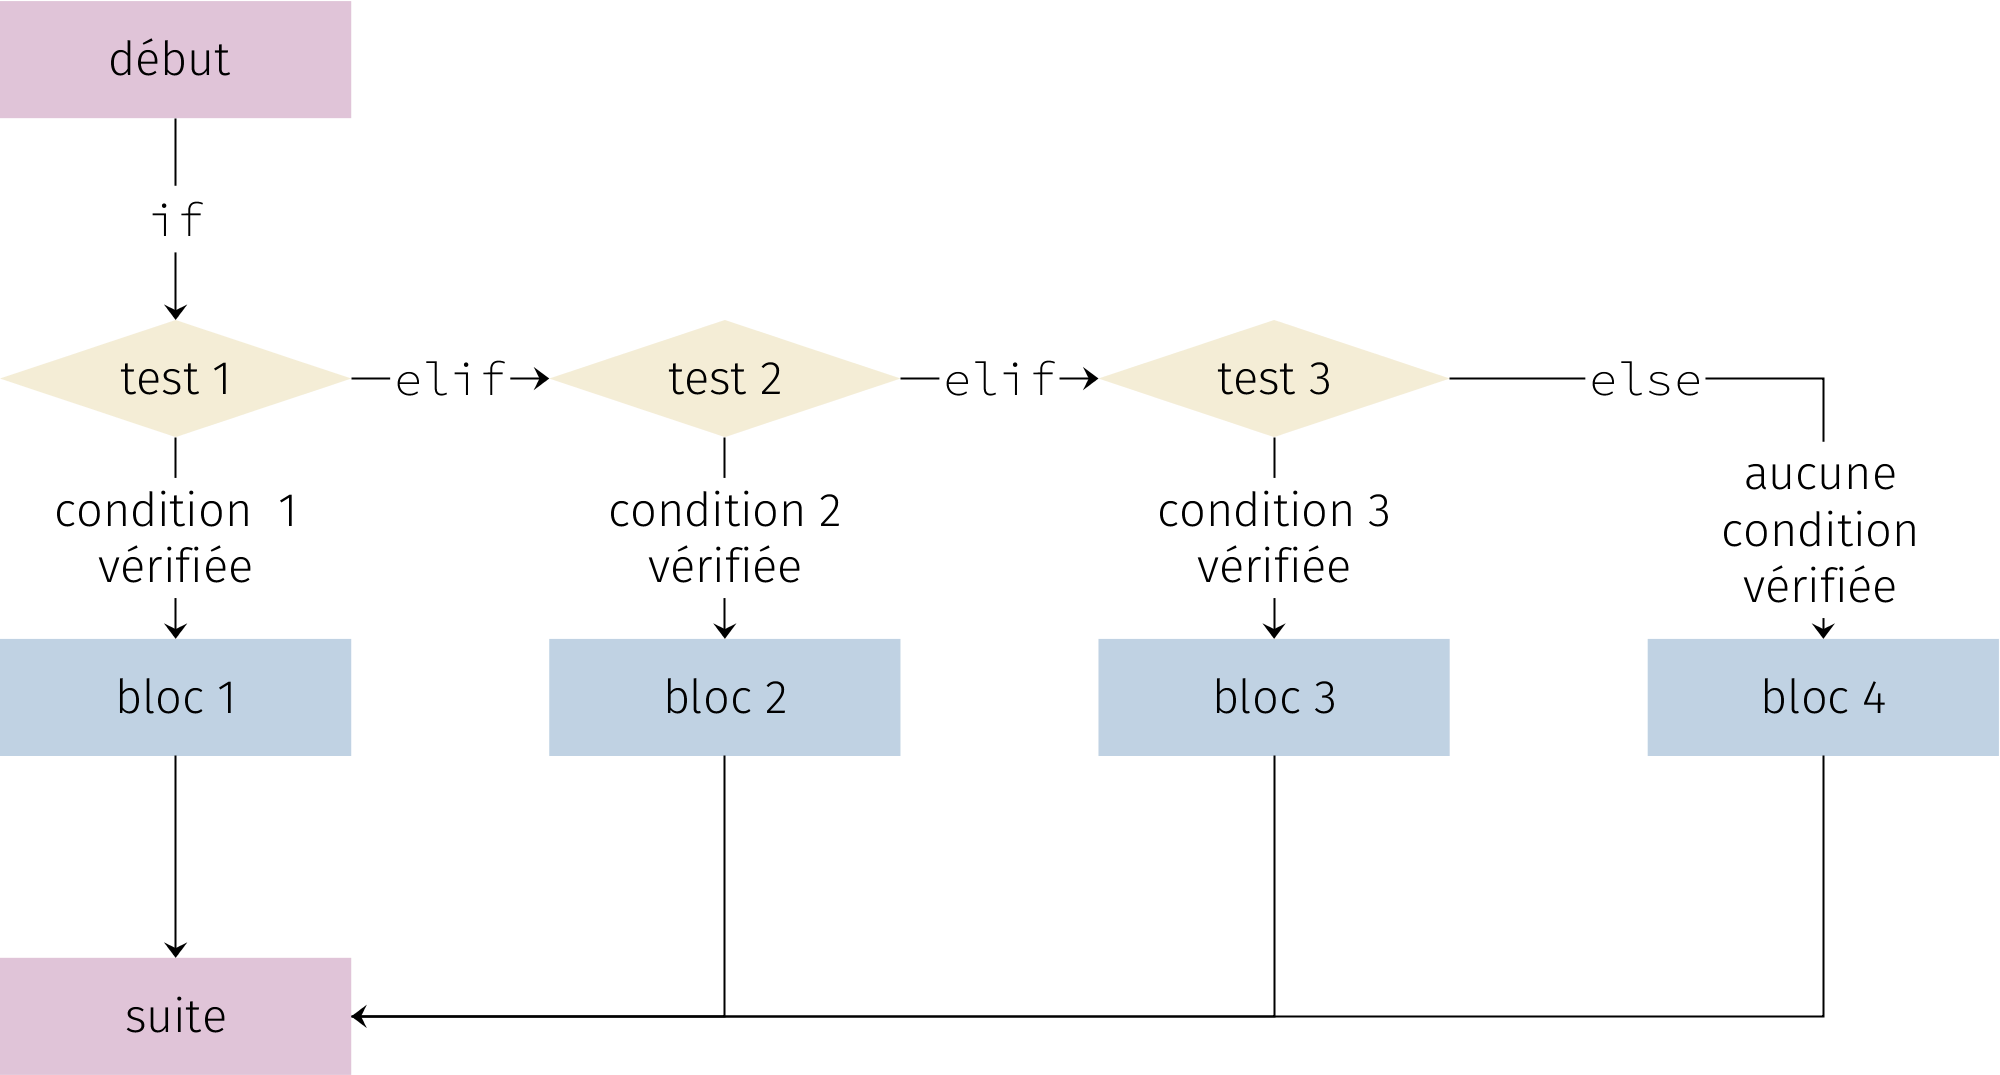 début
if
test 1
elif
test 2
elif
test 3
else
condition 1
vérifiée
condition 2
vérifiée
condition 3
vérifiée
aucune
condition
vérifiée
bloc 1
bloc 2
bloc 3
bloc 4
suite